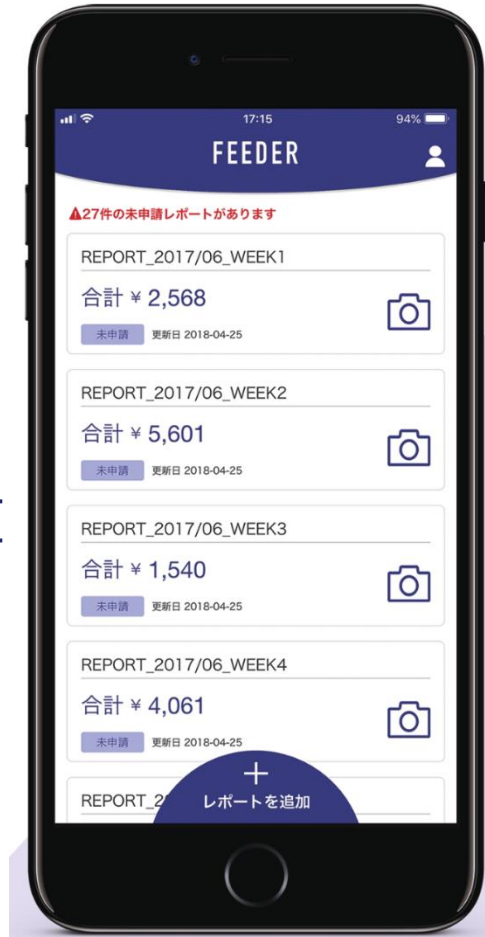 17:15
94%
FEEDER
27件の未申請レポートがあります
REPORT_2017/06_WEEK1
合計 ¥ 2,568
未申請 更新日 2018-04-25
REPORT_2017/06_WEEK2
合計 ¥ 5,601
未申請 更新日 2018-04-25
REPORT_2017/06_WEEK3
合計 ¥ 1,540
未申請 更新日 2018-04-25
REPORT_2017/06_WEEK4
合計 ¥ 4,061
未申請 更新日 2018-04-25
REPORT_2
レポートを追加